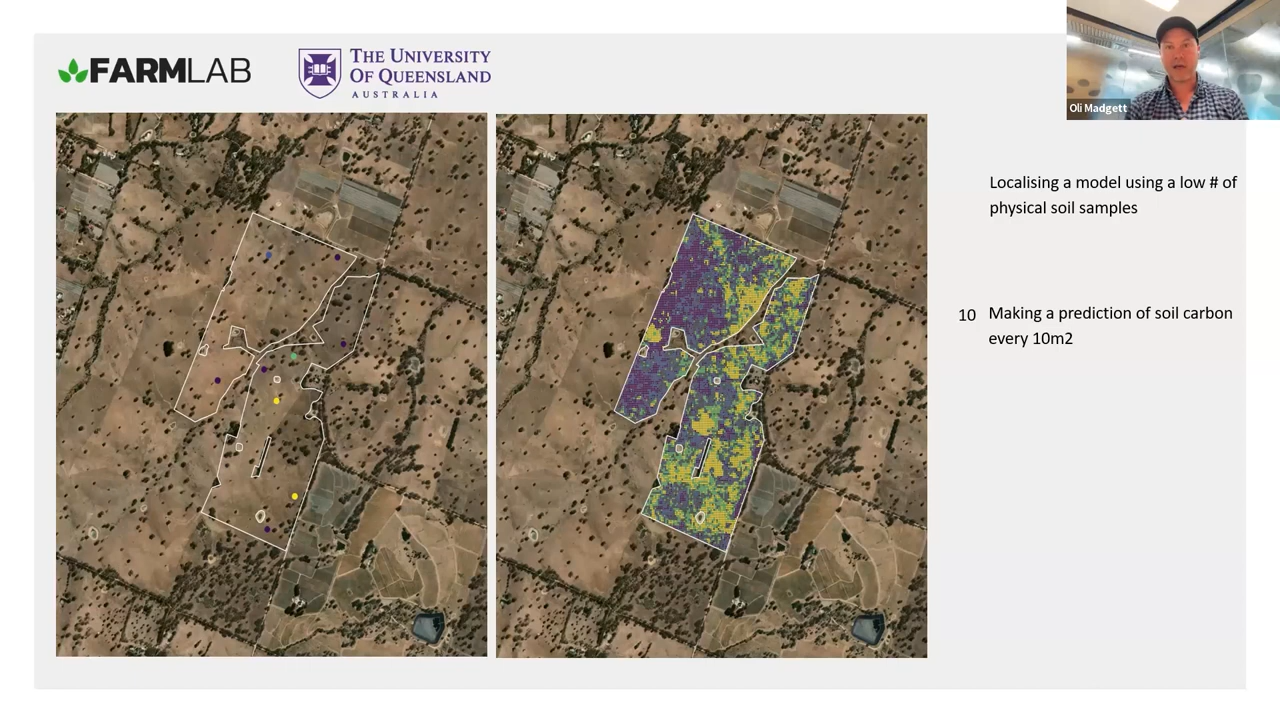 FARMLAB
THE UNIVERSITY
OF QUEENSLAND
AUSTRALIA
Oli Madgett
Localising a model using a low # of
physical soil samples
10 Making a prediction of soil carbon
every 10m2